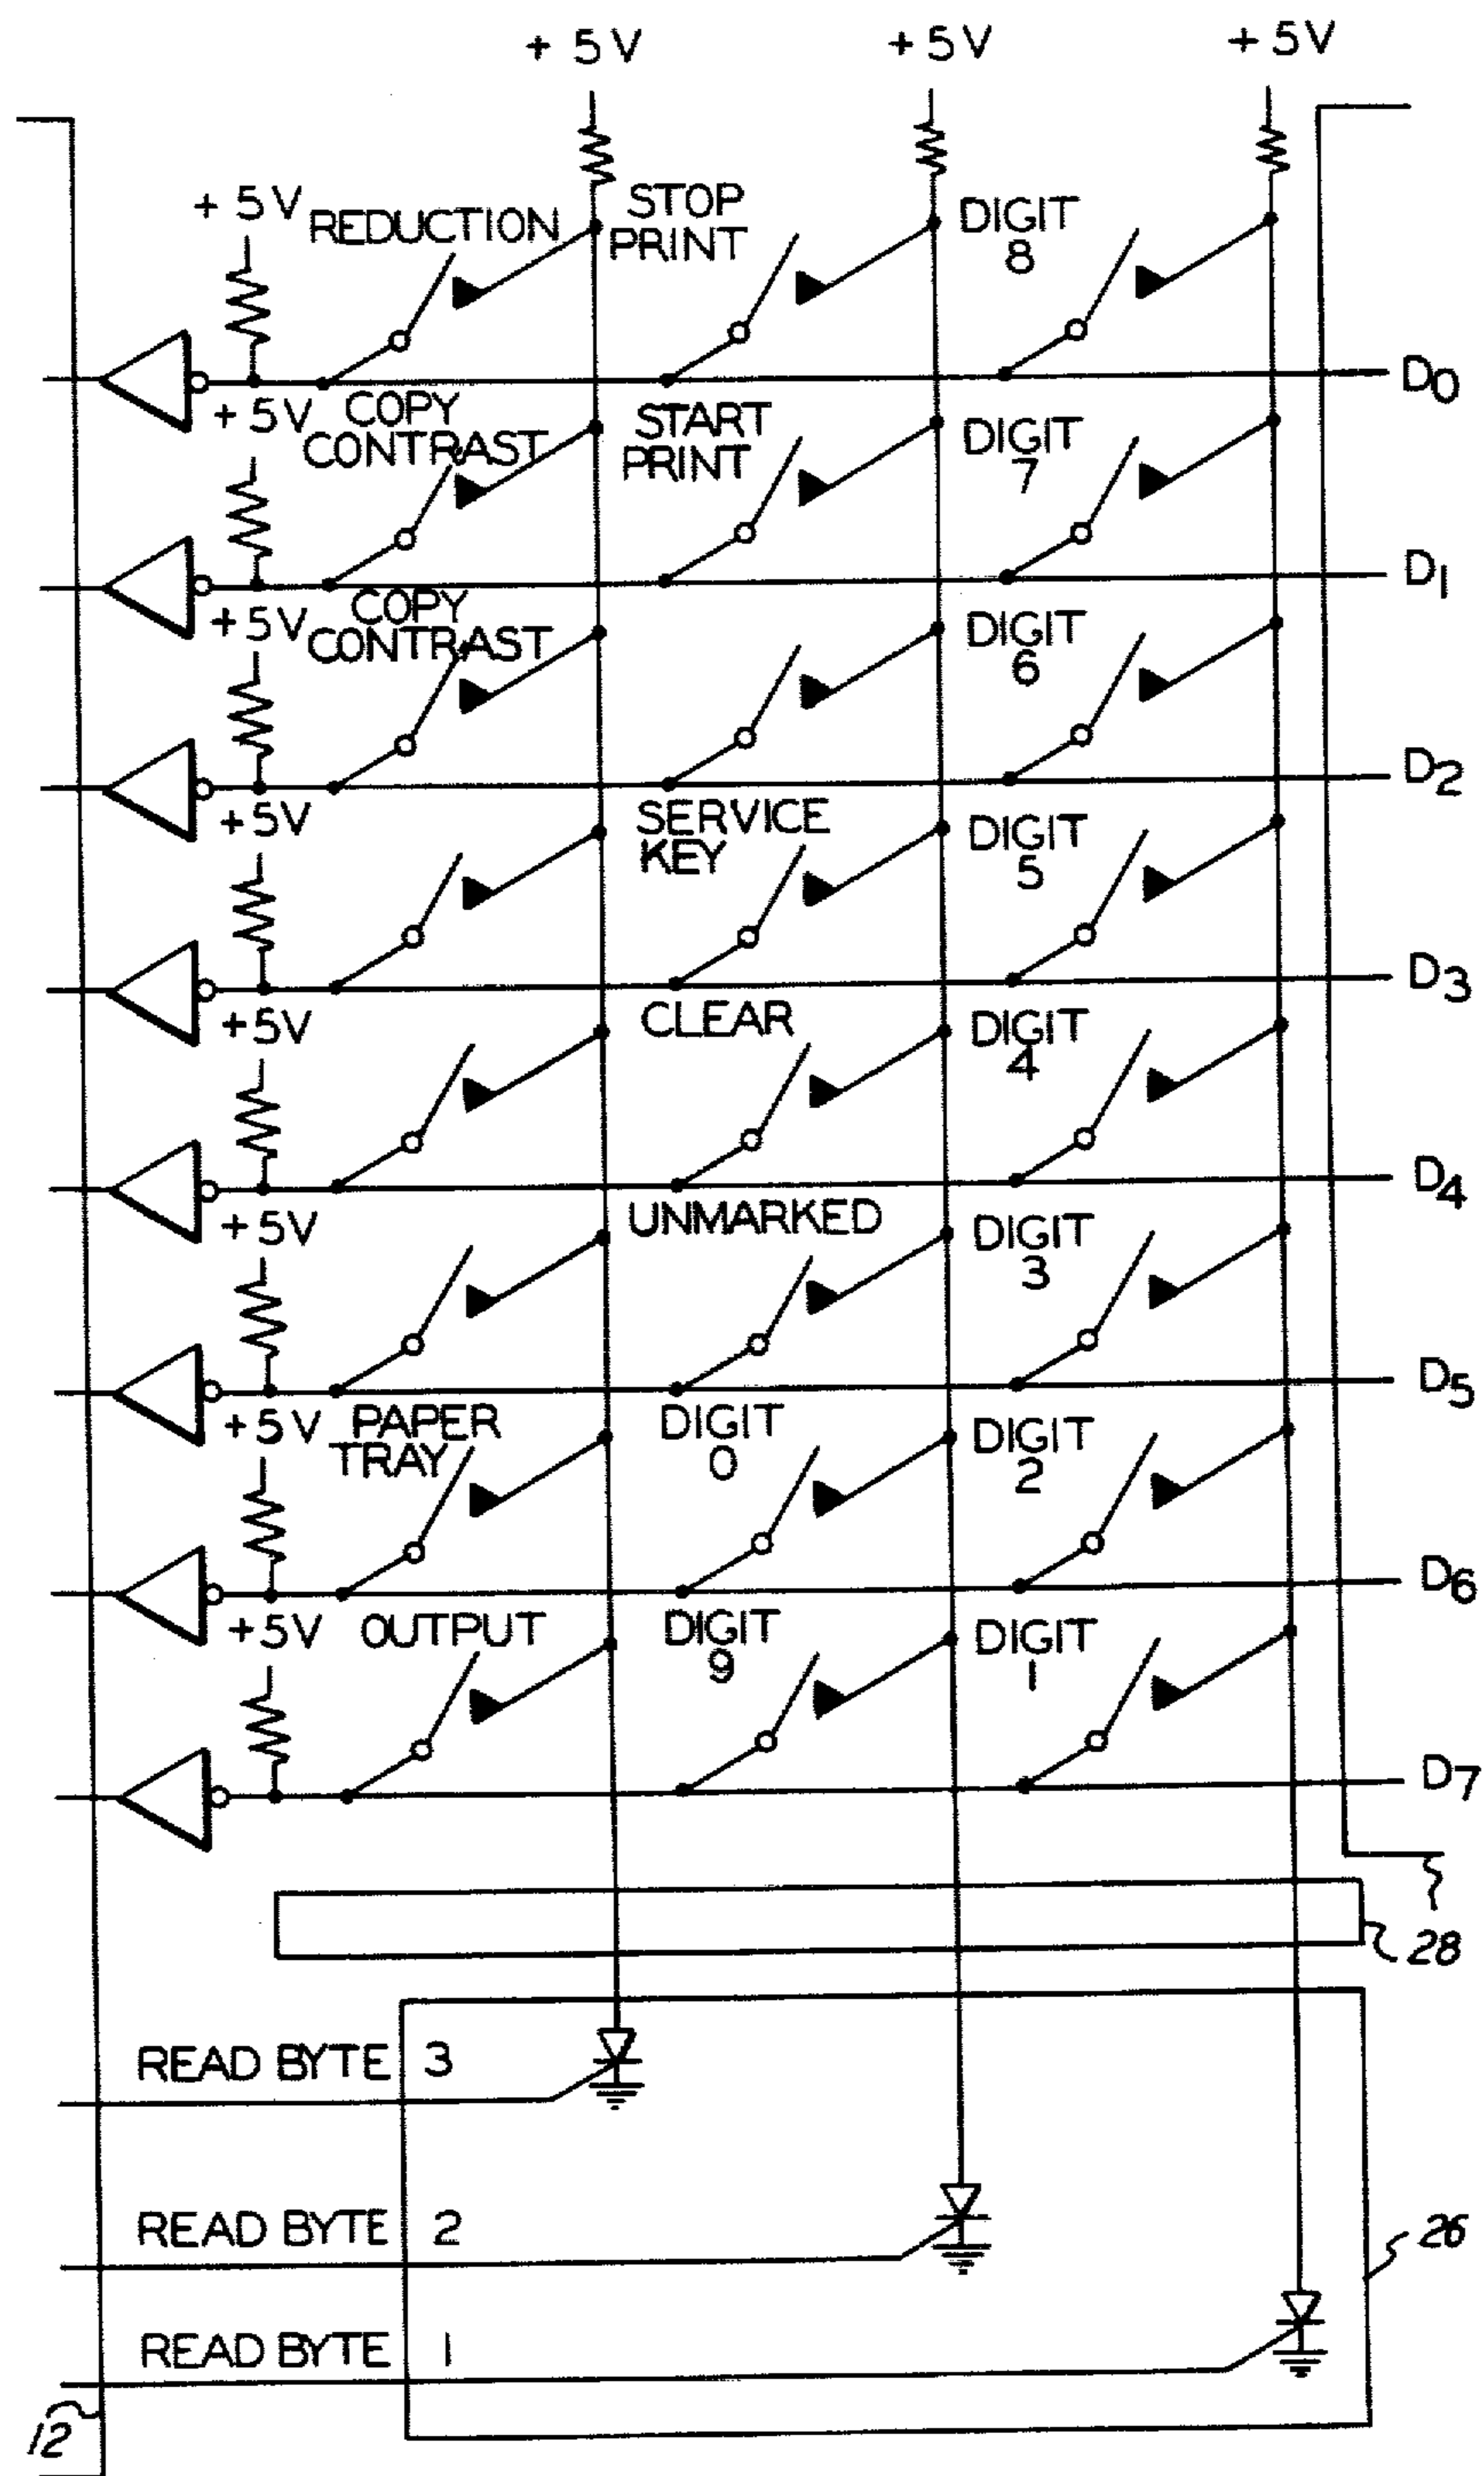 + 5V + 5V + 5V
+ 5V REDUCTION STOP PRINT DIGIT 8
D0
+ 5V COPY CONTRAST START PRINT DIGIT 7
D1
+5V COPY CONTRAST DIGIT 6
D2
+5V SERVICE KEY DIGIT 5
D3
+5V CLEAR DIGIT 4
D4
+5V UNMARKED DIGIT 3
D5
+5V PAPER TRAY DIGIT 0 DIGIT 2
D6
+5V OUTPUT DIGIT 9 DIGIT 1
D7
28
READ BYTE 3
READ BYTE 2
26
READ BYTE 1
12